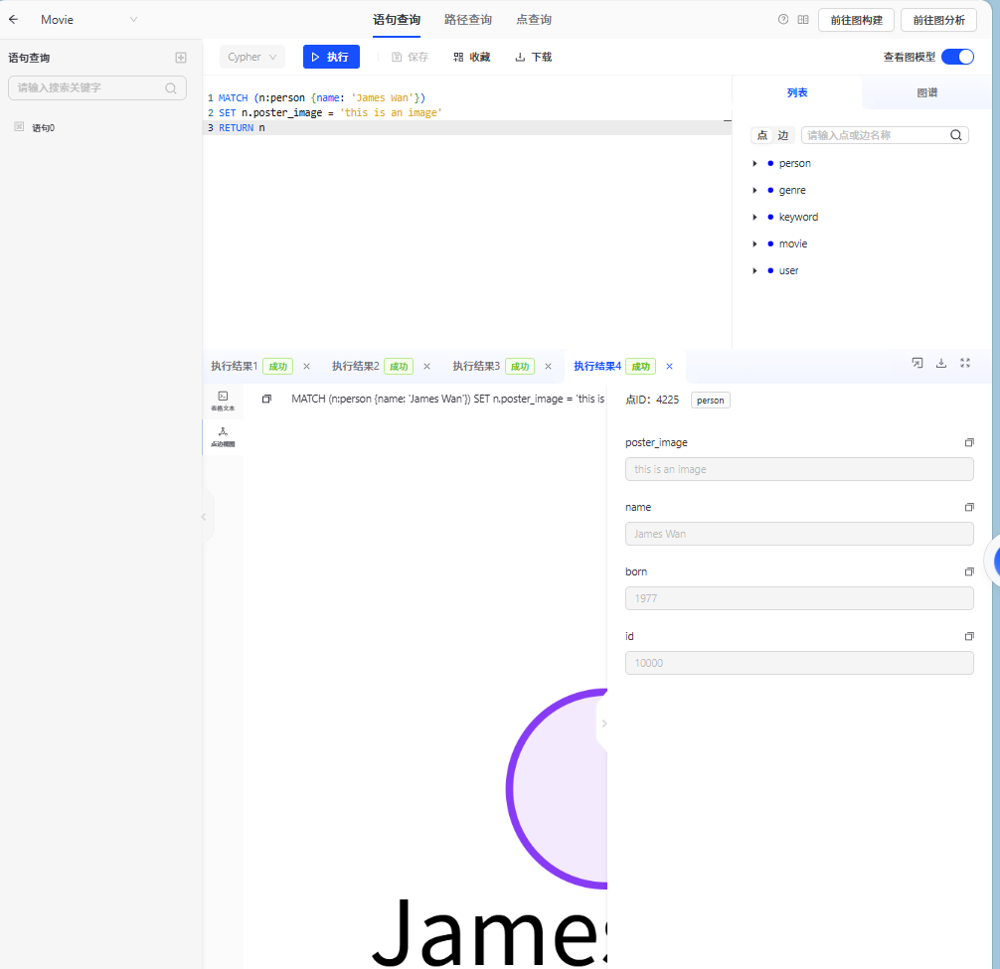 Movie
语句查询
路径查询
点查询
前往图构建
前往图分析
语句查询
请输入搜索关键字
语句0
Cypher
执行
保存
收藏
下载
查看图模型
1 MATCH (n:person {name: 'James Wan'})
2 SET n.poster_image = 'this is an image'
3 RETURN n
列表
图谱
点 边
请输入点或边名称
person
genre
keyword
movie
user
执行结果1 成功
执行结果2 成功
执行结果3 成功
执行结果4 成功
表格文本
点边视图
MATCH (n:person {name: 'James Wan'}) SET n.poster_image = 'this is
点ID: 4225 person
poster_image
this is an image
name
James Wan
born
1977
id
10000
James